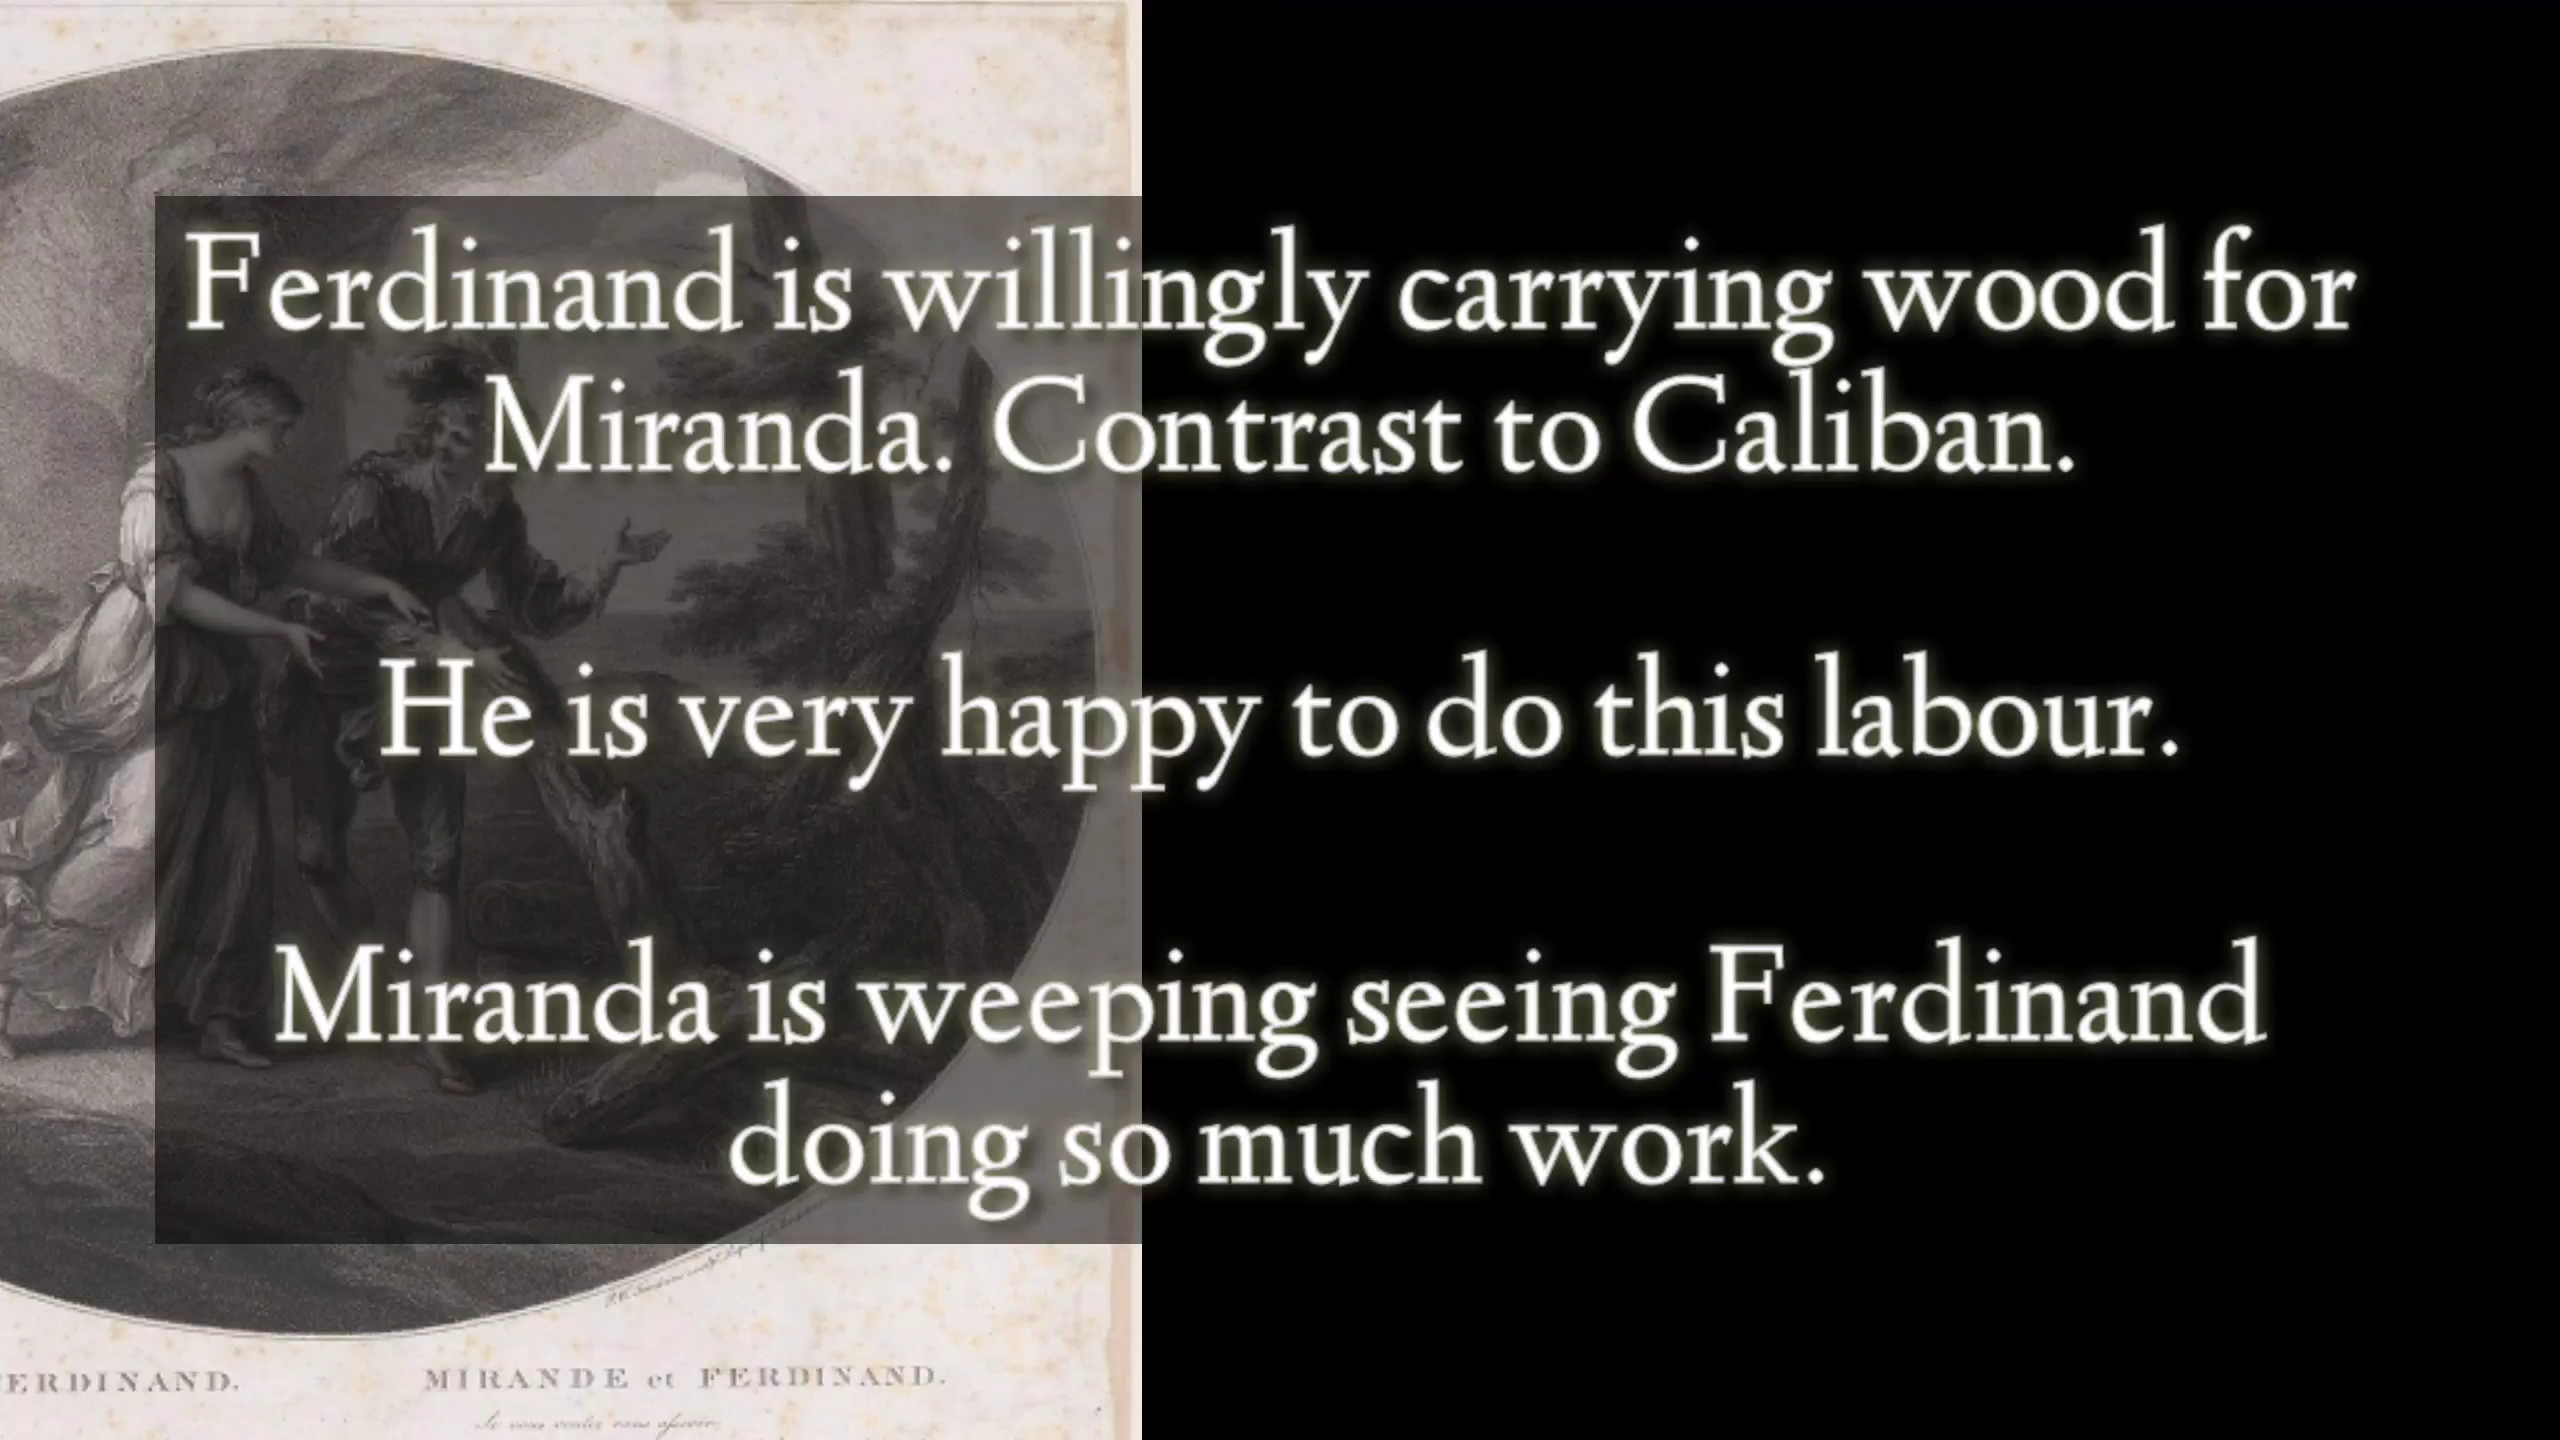 Ferdinand is willingly carrying wood for
Miranda. Contrast to Caliban.
He is very happy to do this labour.
Miranda is weeping seeing Ferdinand
doing so much work.
ERDINAND.
MIRANDE et FERDINAND.